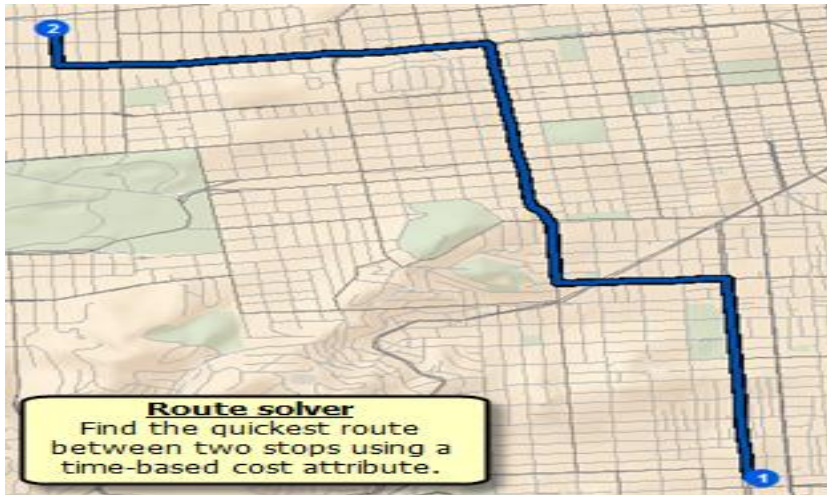 2
Route solver
Find the quickest route
between two stops using a
time-based cost attribute.
1